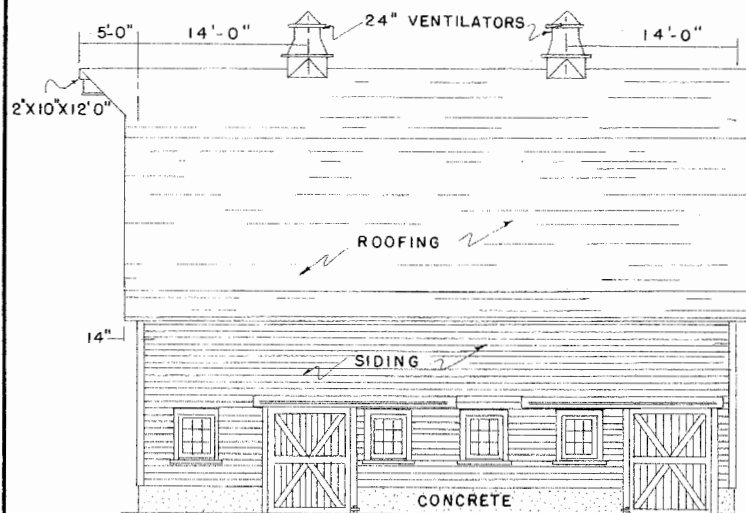 24" VENTILATORS
5'-0" 14'-0" 14'-0"
2"X10"X12'0"
ROOFING
14"
SIDING
CONCRETE